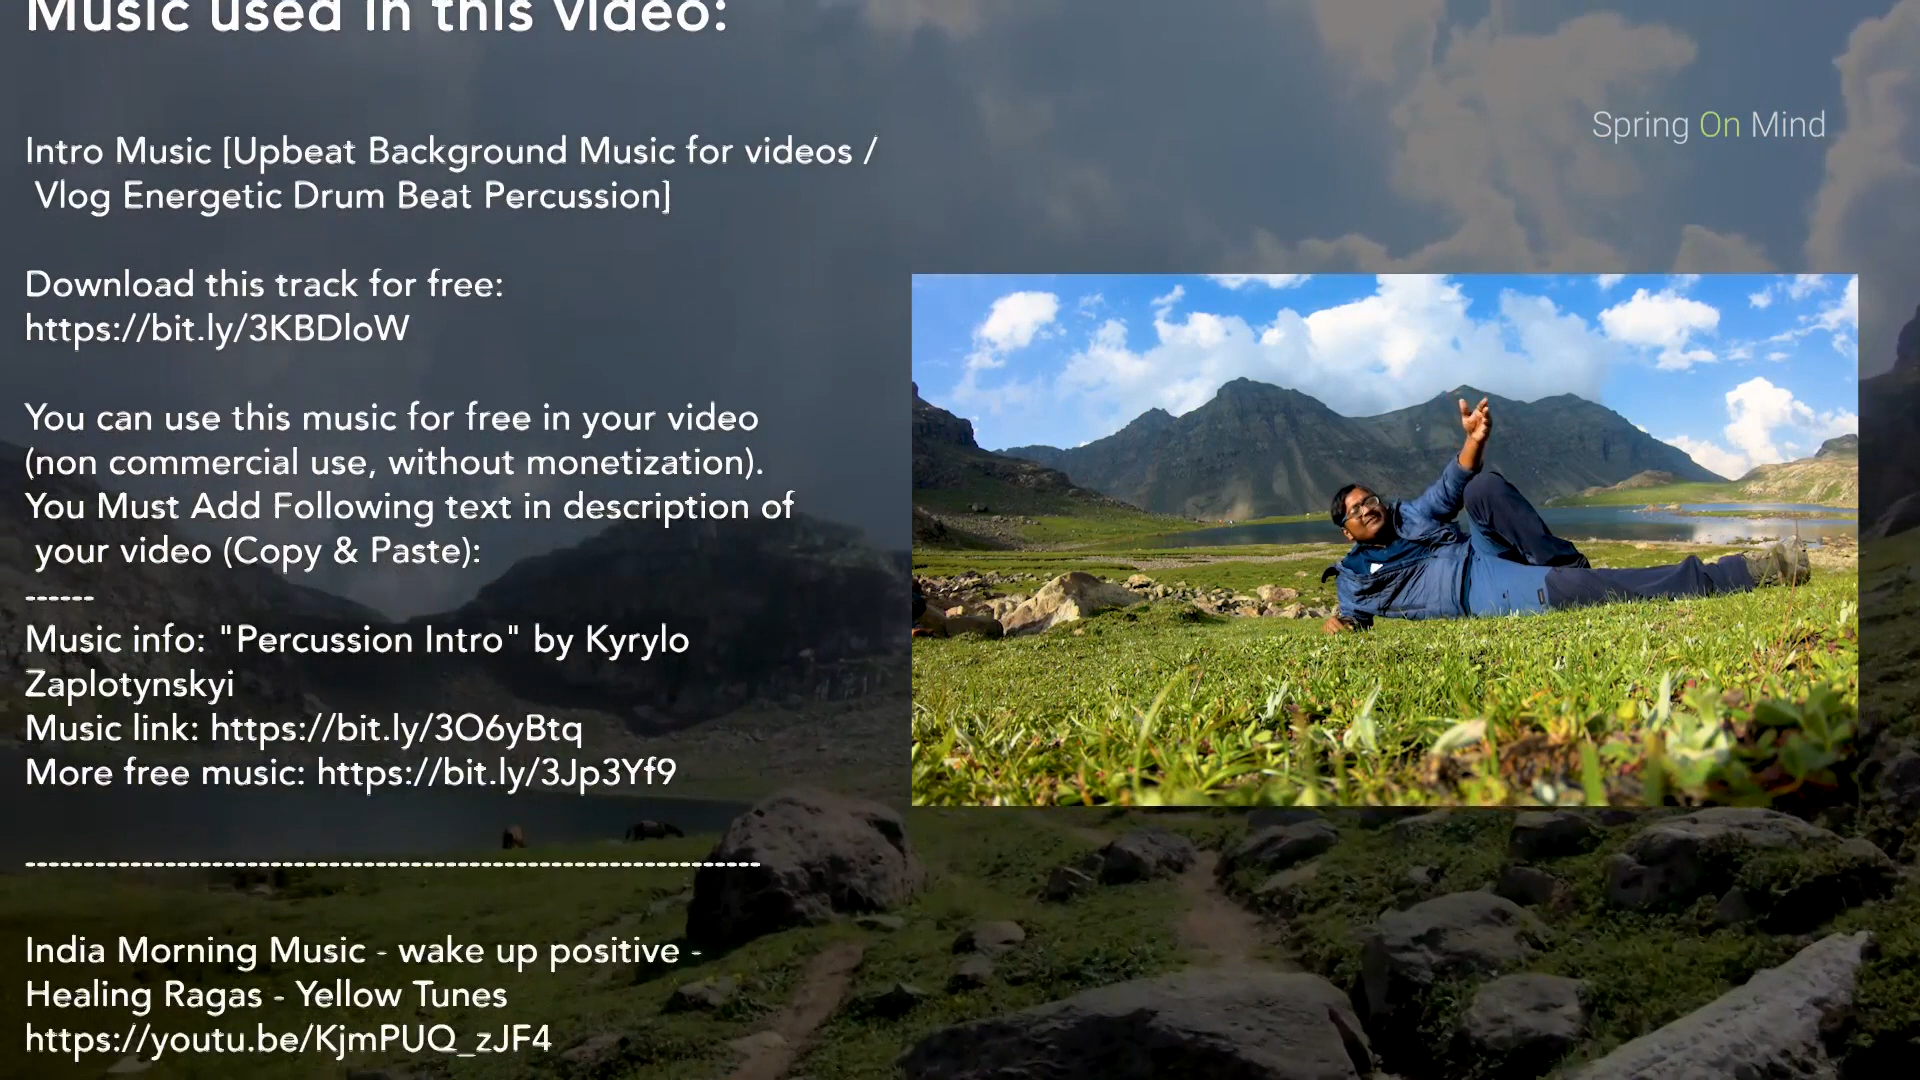 Music used in this video:
Intro Music [Upbeat Background Music for videos /
Vlog Energetic Drum Beat Percussion]
Download this track for free:
https://bit.ly/3KBDloW
You can use this music for free in your video
(non commercial use, without monetization).
You Must Add Following text in description of
your video (Copy & Paste):
------
Music info: "Percussion Intro" by Kyrylo
Zaplotynskyi
Music link: https://bit.ly/3O6yBtq
More free music: https://bit.ly/3Jp3Yf9
----------------------------------------------------------------
India Morning Music - wake up positive -
Healing Ragas - Yellow Tunes
https://youtu.be/KjmPUQ_zJF4
Spring On Mind